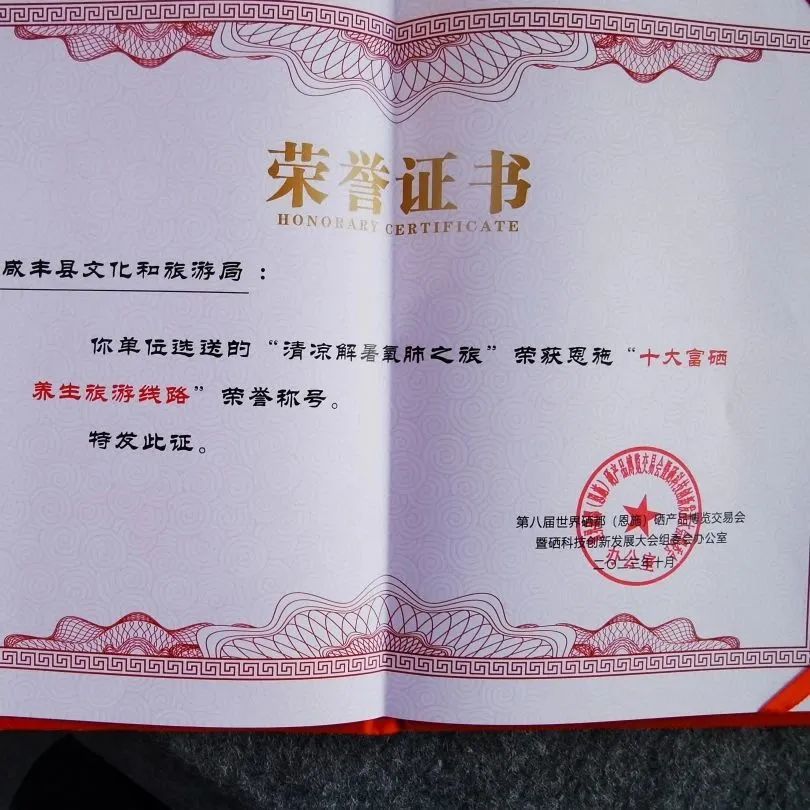 荣誉证书
HONORARY CERTIFICATE
咸丰县文化和旅游局：
你单位选送的“清凉解暑氧肺之旅”荣获恩施“十大富硒
养生旅游线路”荣誉称号。
特发此证。
第八届世界硒都（恩施）硒产品博览交易会
暨硒科技创新发展大会组委会办公室
二〇二三年十月
办公室